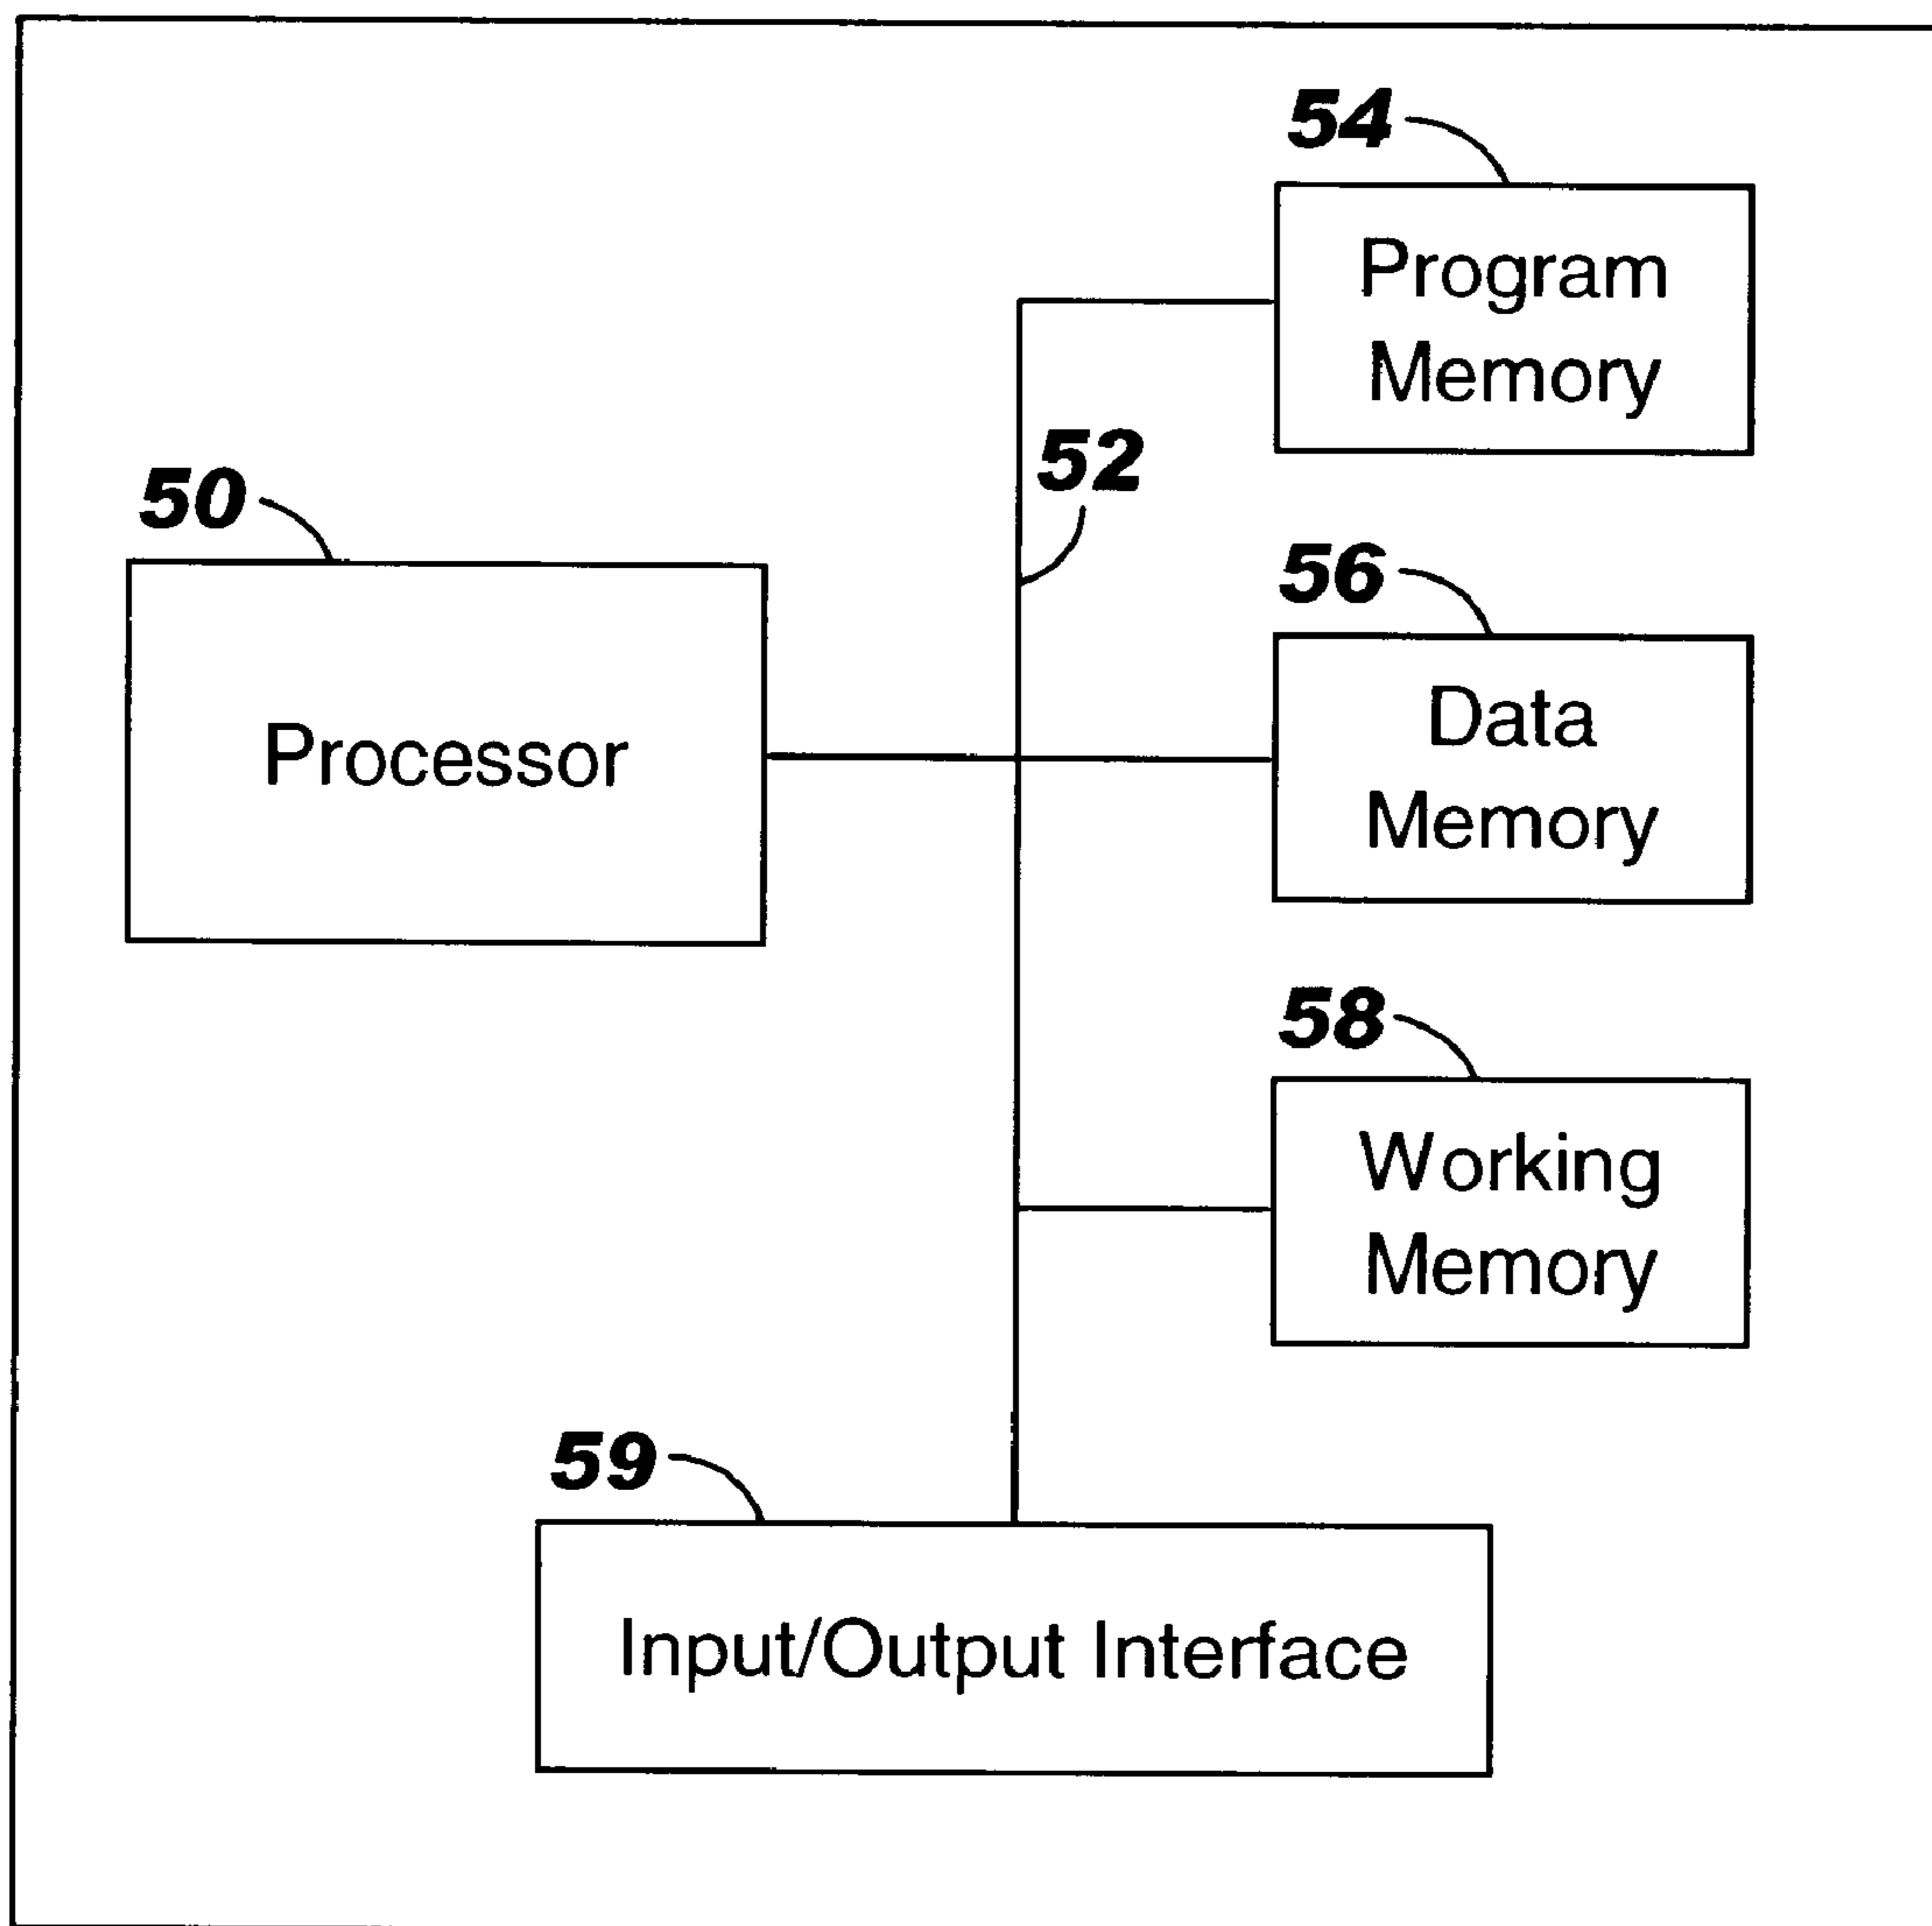 54
Program
Memory
52
50
56
Processor
Data
Memory
58
Working
Memory
59
Input/Output Interface